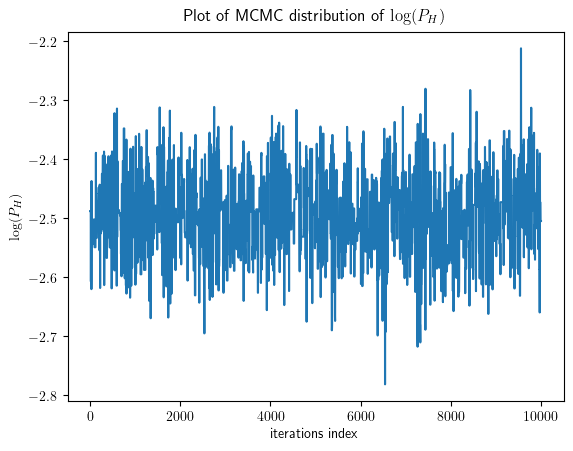 Plot of MCMC distribution of log(P_H)
−2.2
−2.3
−2.4
−2.5
−2.6
−2.7
−2.8
log(P_H)
0 2000 4000 6000 8000 10000
iterations index